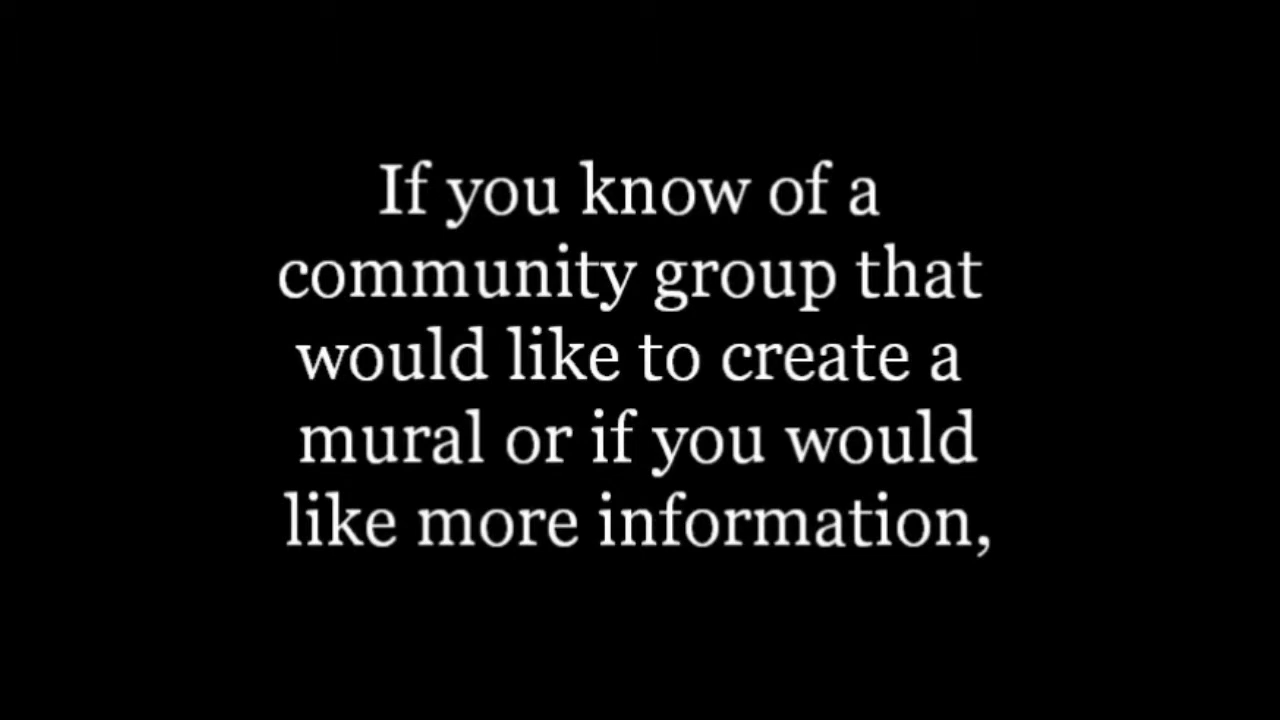 If you know of a
community group that
would like to create a
mural or if you would
like more information,